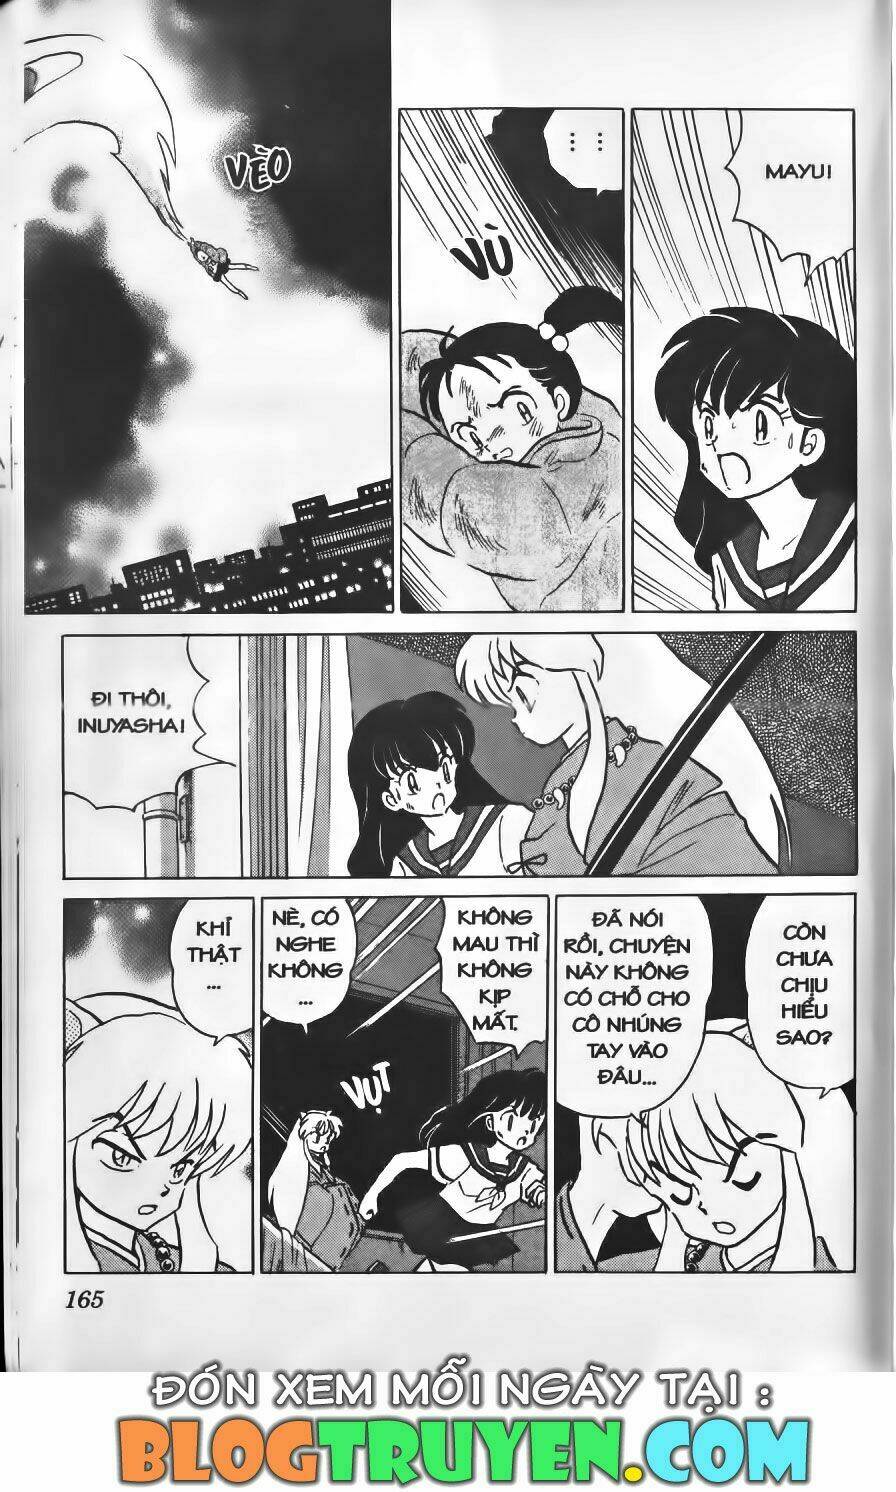 MAYU!
...
...
VÙ
VÈO
ĐI THÔI,
INUYASHA!
CÒN
CHƯA
CHỊU
HIỂU
SAO?
ĐÃ NÓI
RỒI, CHUYỆN
NÀY KHÔNG
CÓ CHỖ CHO
CÔ NHÚNG
TAY VÀO
ĐÂU...
KHÔNG
MAU THÌ
KHÔNG
KỊP
MẤT.
NÈ, CÓ
NGHE
KHÔNG
...
VỤT
KHỈ
THẬT
...
165
ĐÓN XEM MỖI NGÀY TẠI :
BLOGTRUYEN.COM